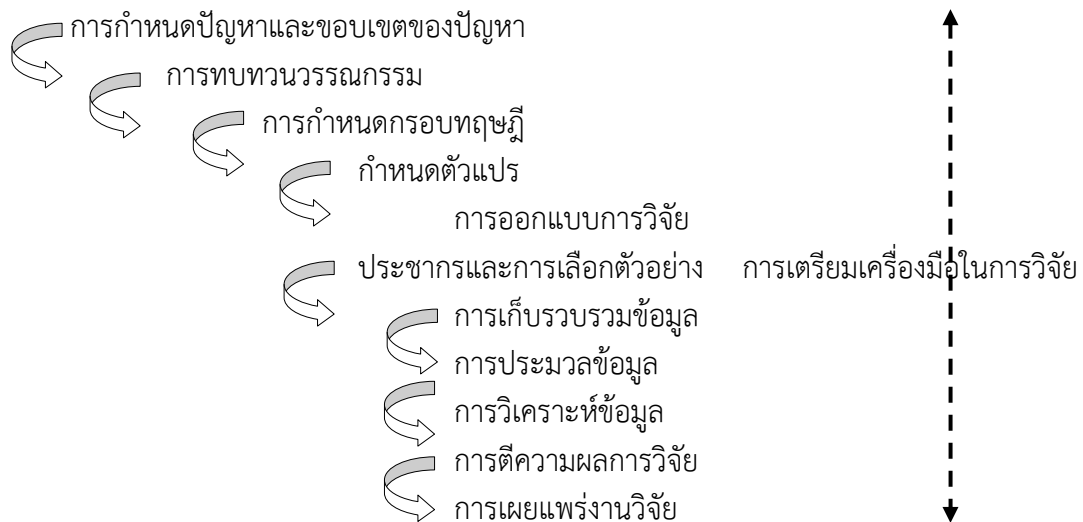 การกำหนดปัญหาและขอบเขตของปัญหา
การทบทวนวรรณกรรม
การกำหนดกรอบทฤษฎี
กำหนดตัวแปร
การออกแบบการวิจัย
ประชากรและการเลือกตัวอย่าง การเตรียมเครื่องมือในการวิจัย
การเก็บรวบรวมข้อมูล
การประมวลข้อมูล
การวิเคราะห์ข้อมูล
การตีความผลการวิจัย
การเผยแพร่งานวิจัย